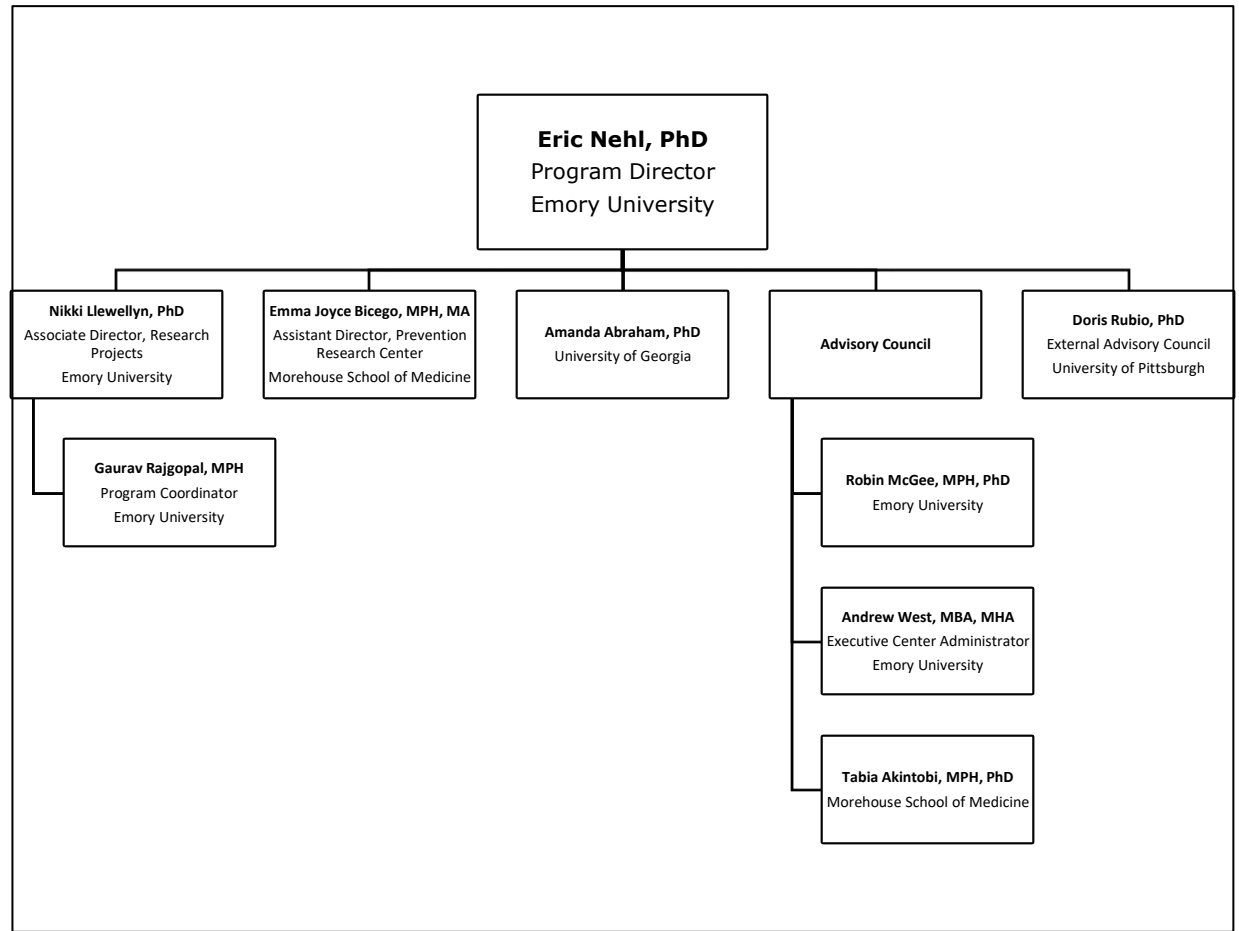 Eric Nehl, PhD
Program Director
Emory University
Nikki Llewellyn, PhD
Associate Director, Research
Projects
Emory University
Emma Joyce Bicego, MPH, MA
Assistant Director, Prevention
Research Center
Morehouse School of Medicine
Amanda Abraham, PhD
University of Georgia
Advisory Council
Doris Rubio, PhD
External Advisory Council
University of Pittsburgh
Gaurav Rajgopal, MPH
Program Coordinator
Emory University
Robin McGee, MPH, PhD
Emory University
Andrew West, MBA, MHA
Executive Center Administrator
Emory University
Tabia Akintobi, MPH, PhD
Morehouse School of Medicine